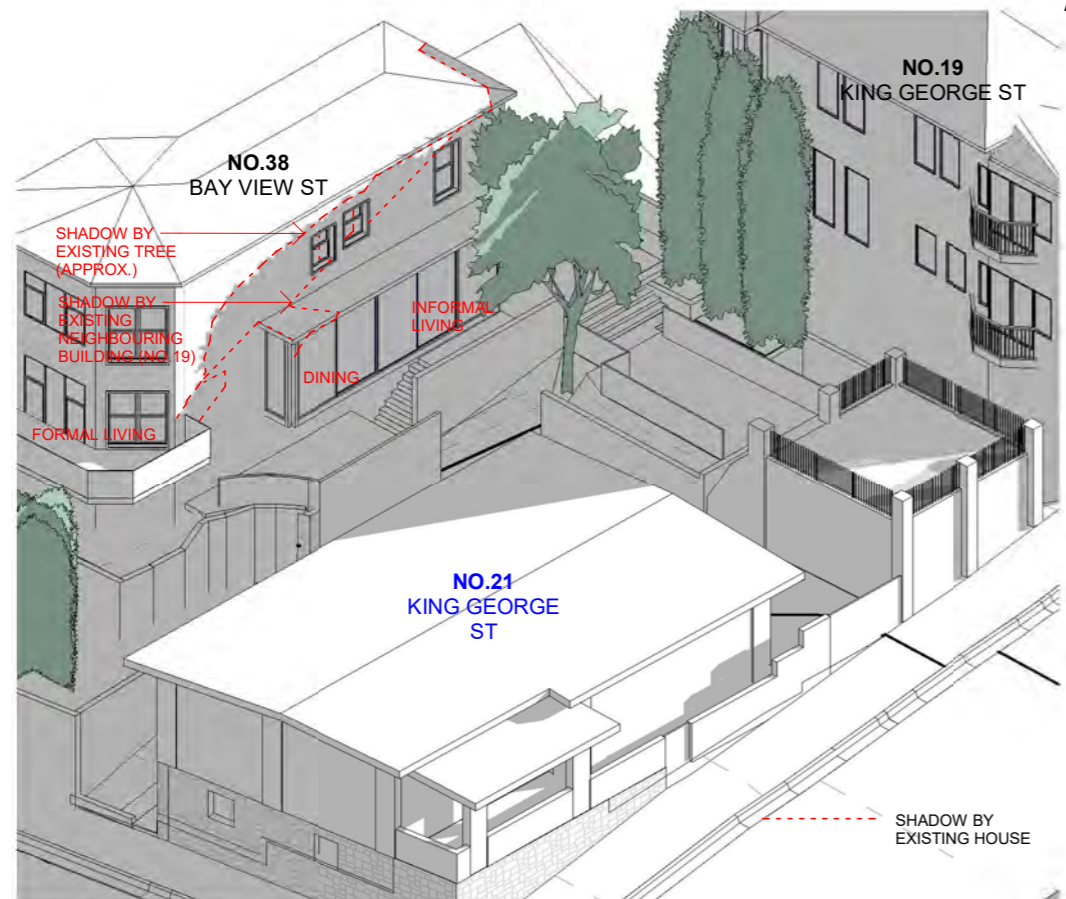 NO.19
KING GEORGE ST
NO.38
BAY VIEW ST
SHADOW BY
EXISTING TREE
(APPROX.)
SHADOW BY
EXISTING
NEIGHBOURING
BUILDING (NO.19)
INFORMAL
LIVING
DINING
FORMAL LIVING
NO.21
KING GEORGE
ST
SHADOW BY
EXISTING HOUSE